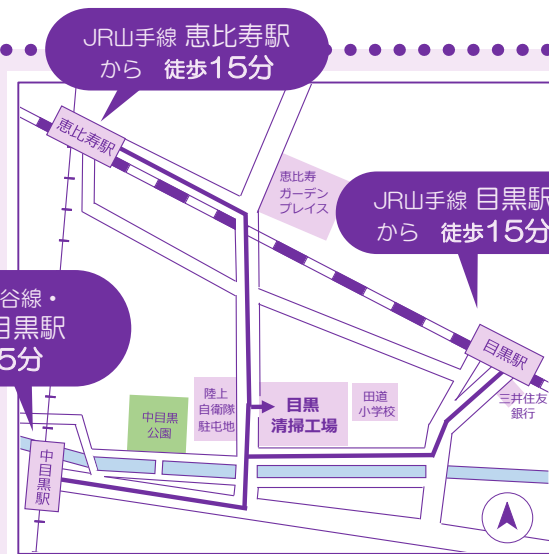 JR山手線 恵比寿駅
から 徒歩15分
恵比寿駅
恵比寿
ガーデン
プレイス
JR山手線 目黒駅
から 徒歩15分
谷線・
目黒駅
5分
目黒駅
三井住友
銀行
中目黒
公園
陸上
自衛隊
駐屯地
目黒
清掃工場
田道
小学校
中目黒駅